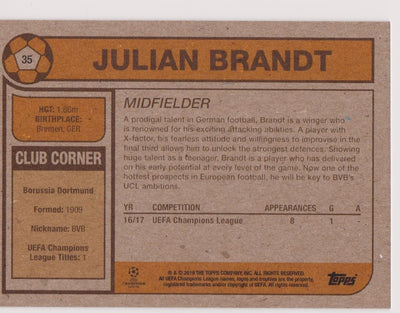 35
JULIAN BRANDT
HGT: 1.86m
BIRTHPLACE:
Bremen, GER
CLUB CORNER
Borussia Dortmund
Formed: 1909
Nickname: BVB
UEFA Champions
League Titles: 1
MIDFIELDER
A prodigal talent in German football, Brandt is a winger who
is renowned for his exciting attacking abilities. A player with
X-factor, his fearless attitude and willingness to improvise in the
final third allows him to unlock the strongest defences. Showing
huge talent as a teenager, Brandt is a player who has delivered
on his early potential at every level of the game. Now one of the
hottest prospects in European football, he will be key to BVB's
UCL ambitions.
YR COMPETITION APPEARANCES G A
16/17 UEFA Champions League 8 1 -
® & © 2019 THE TOPPS COMPANY, INC. ALL RIGHTS RESERVED.
All UEFA Champions League names, logos and trophies are the
property, registered trademarks and/or copyright of UEFA. All rights reserved.
CHAMPIONS
LEAGUE
Topps